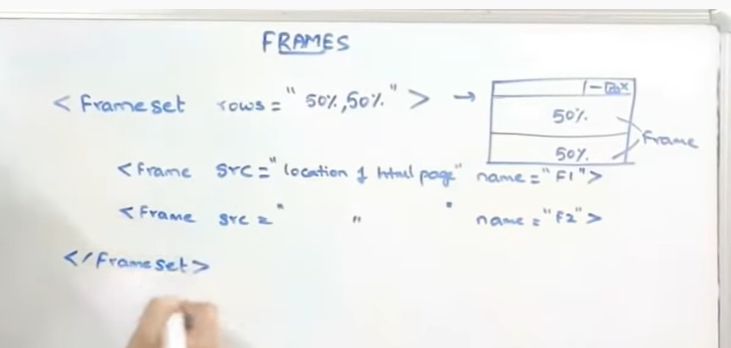 FRAMES
<Frameset rows="50%,50%"> →
1-□x
50%.
50%.
Frame
<Frame src="location of html page" name="F1">
<Frame src=" " " name="F2">
</Frameset>